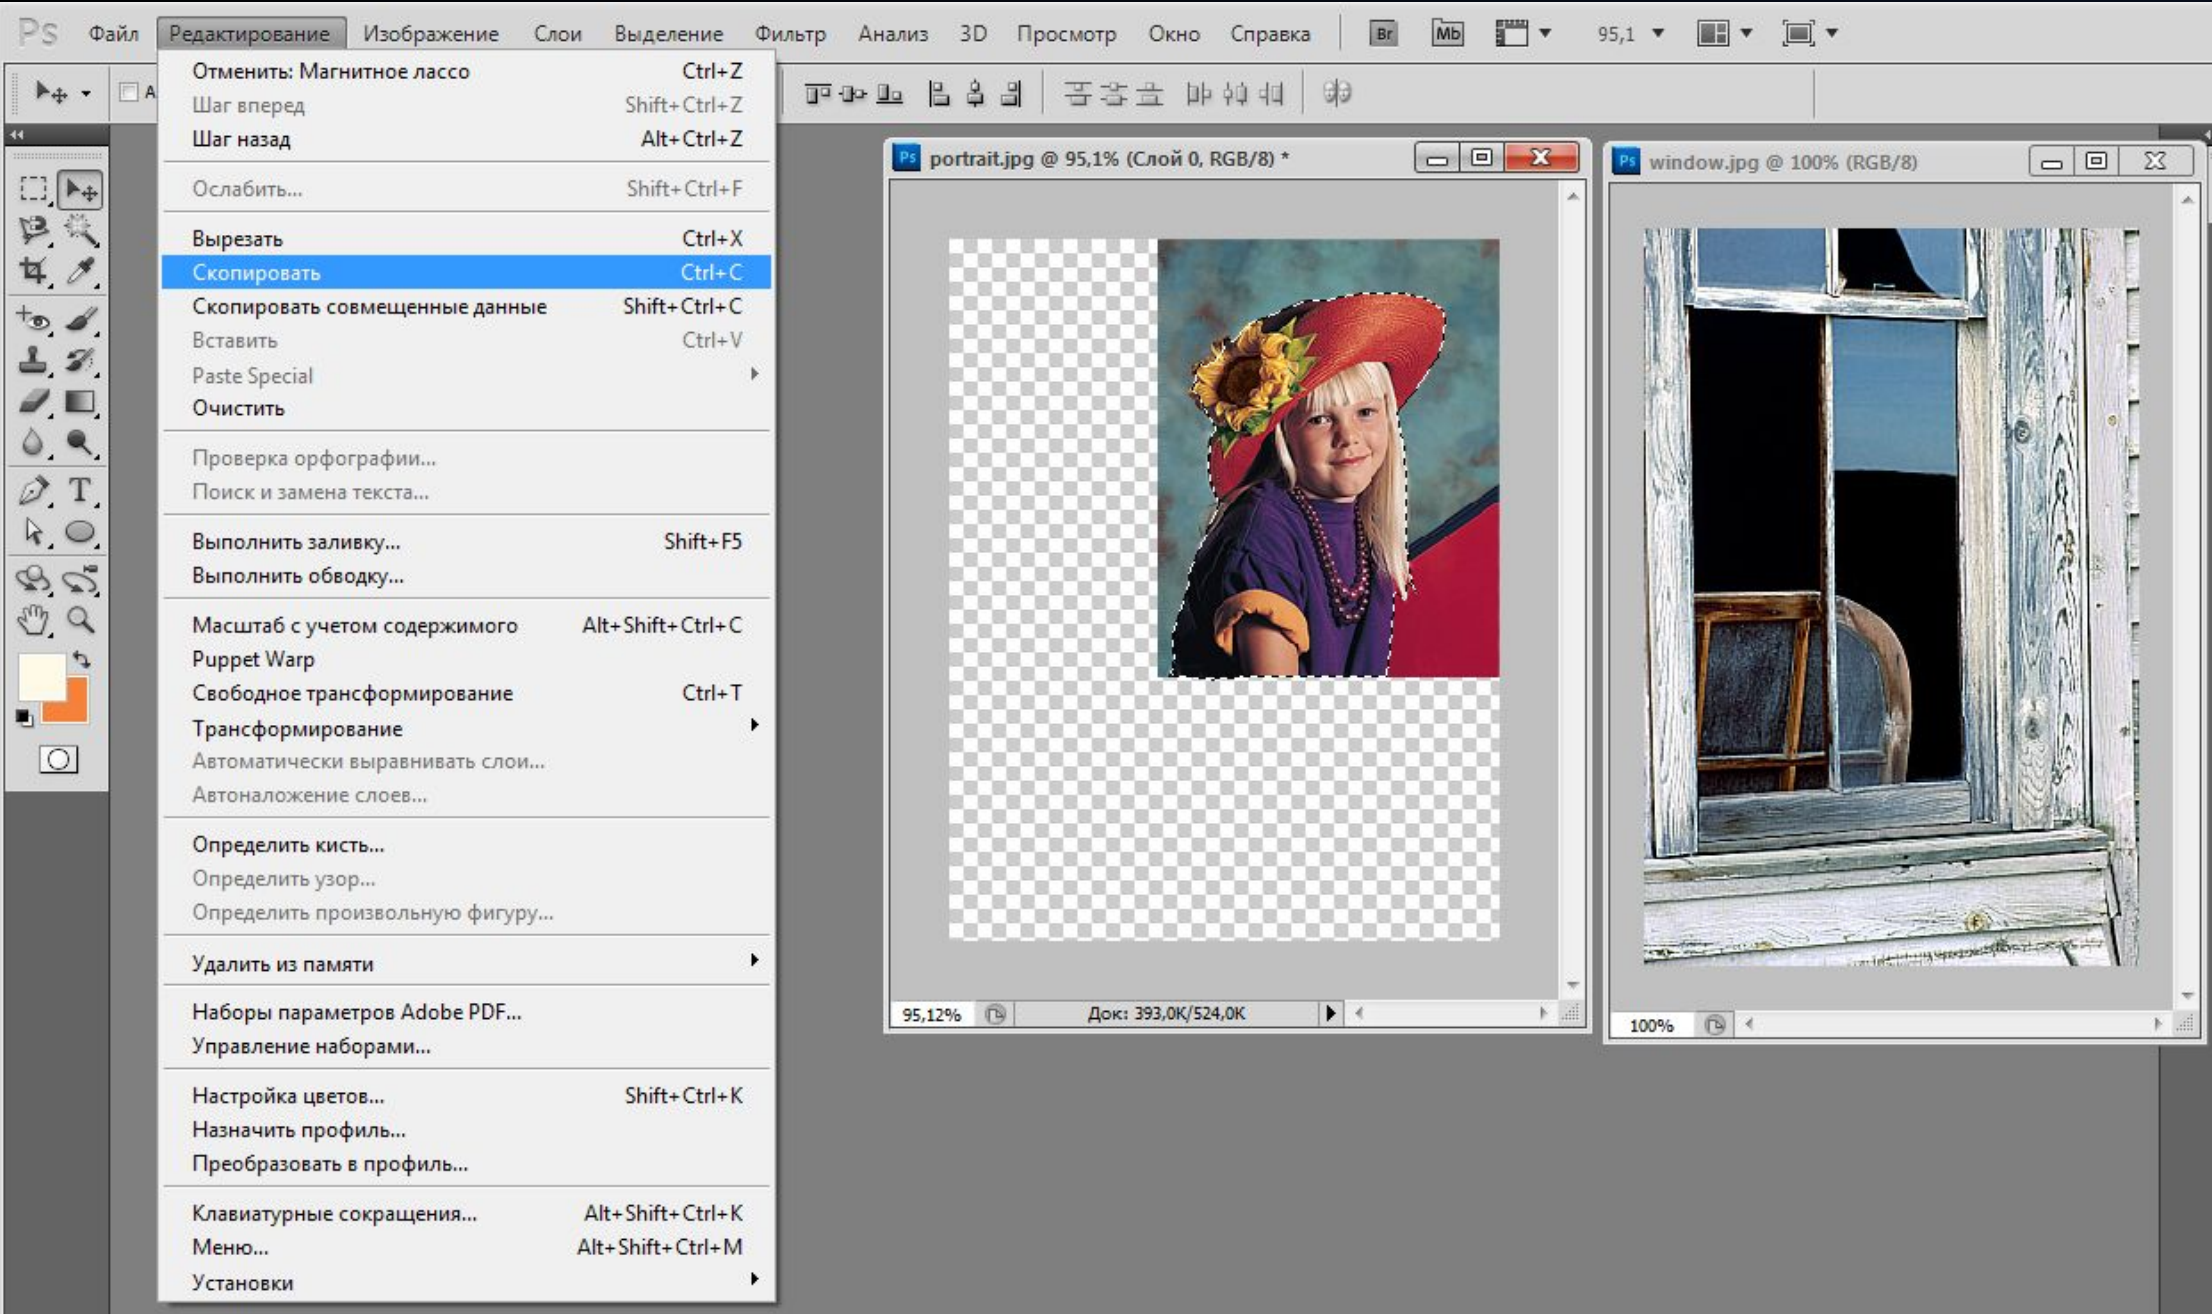 Ps Файл Редактирование Изображение Слои Выделение Фильтр Анализ 3D Просмотр Окно Справка Br Mb 95,1
А
Отменить: Магнитное лассо Ctrl+Z
Шаг вперед Shift+Ctrl+Z
Шаг назад Alt+Ctrl+Z
Ослабить... Shift+Ctrl+F
Вырезать Ctrl+X
Скопировать Ctrl+C
Скопировать совмещенные данные Shift+Ctrl+C
Вставить Ctrl+V
Paste Special
Очистить
Проверка орфографии...
Поиск и замена текста...
Выполнить заливку... Shift+F5
Выполнить обводку...
Масштаб с учетом содержимого Alt+Shift+Ctrl+C
Puppet Warp
Свободное трансформирование Ctrl+T
Трансформирование
Автоматически выравнивать слои...
Автоналожение слоев...
Определить кисть...
Определить узор...
Определить произвольную фигуру...
Удалить из памяти
Наборы параметров Adobe PDF...
Управление наборами...
Настройка цветов... Shift+Ctrl+K
Назначить профиль...
Преобразовать в профиль...
Клавиатурные сокращения... Alt+Shift+Ctrl+K
Меню... Alt+Shift+Ctrl+M
Установки
Ps portrait.jpg @ 95,1% (Слой 0, RGB/8) *
95,12% Док: 393,0K/524,0K
Ps window.jpg @ 100% (RGB/8)
100%
T